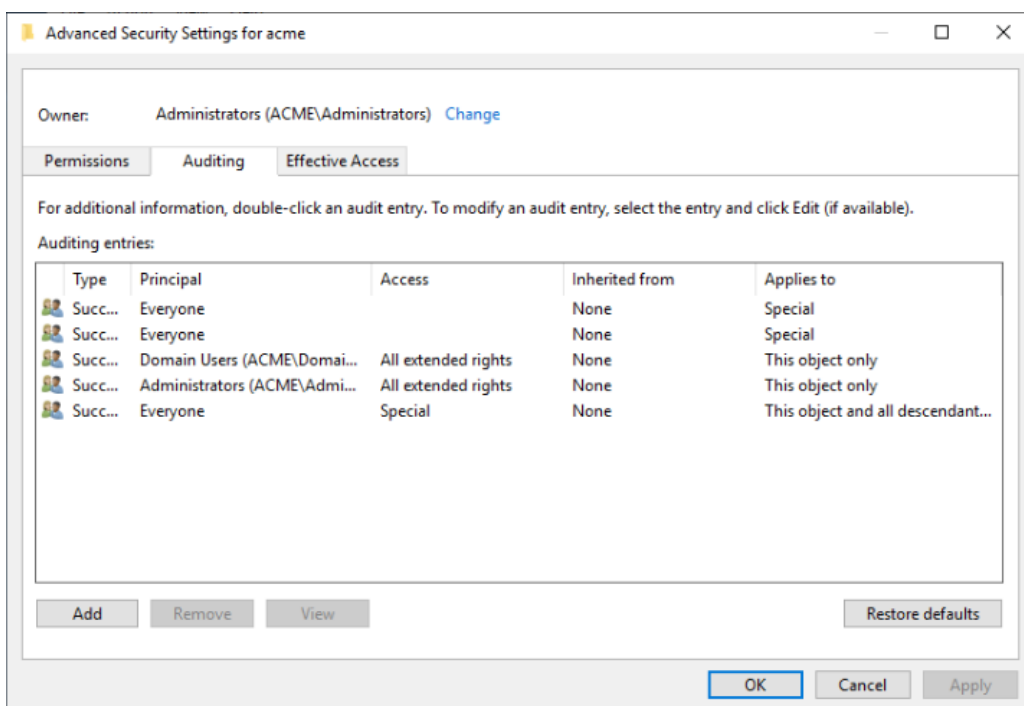 Advanced Security Settings for acme
Owner: Administrators (ACME\Administrators) Change
Permissions Auditing Effective Access
For additional information, double-click an audit entry. To modify an audit entry, select the entry and click Edit (if available).
Auditing entries:
Type Principal Access Inherited from Applies to
Succ... Everyone None Special
Succ... Everyone None Special
Succ... Domain Users (ACME\Domai... All extended rights None This object only
Succ... Administrators (ACME\Admi... All extended rights None This object only
Succ... Everyone Special None This object and all descendant...
Add Remove View Restore defaults
OK Cancel Apply